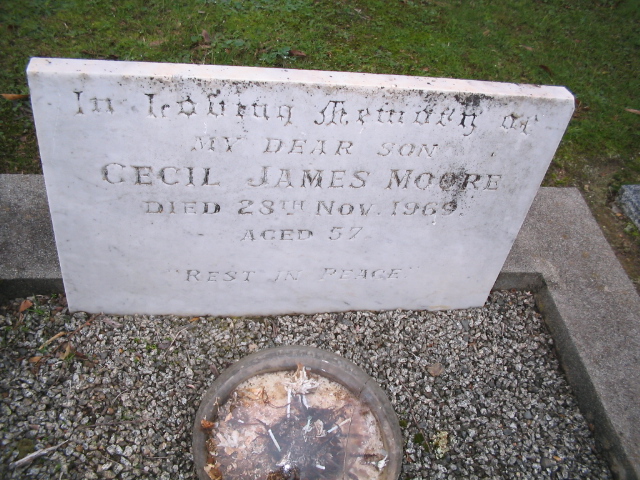 In loving Memory of
MY DEAR SON
CECIL JAMES MOORE
DIED 28TH NOV. 1969.
AGED 57
"REST IN PEACE"